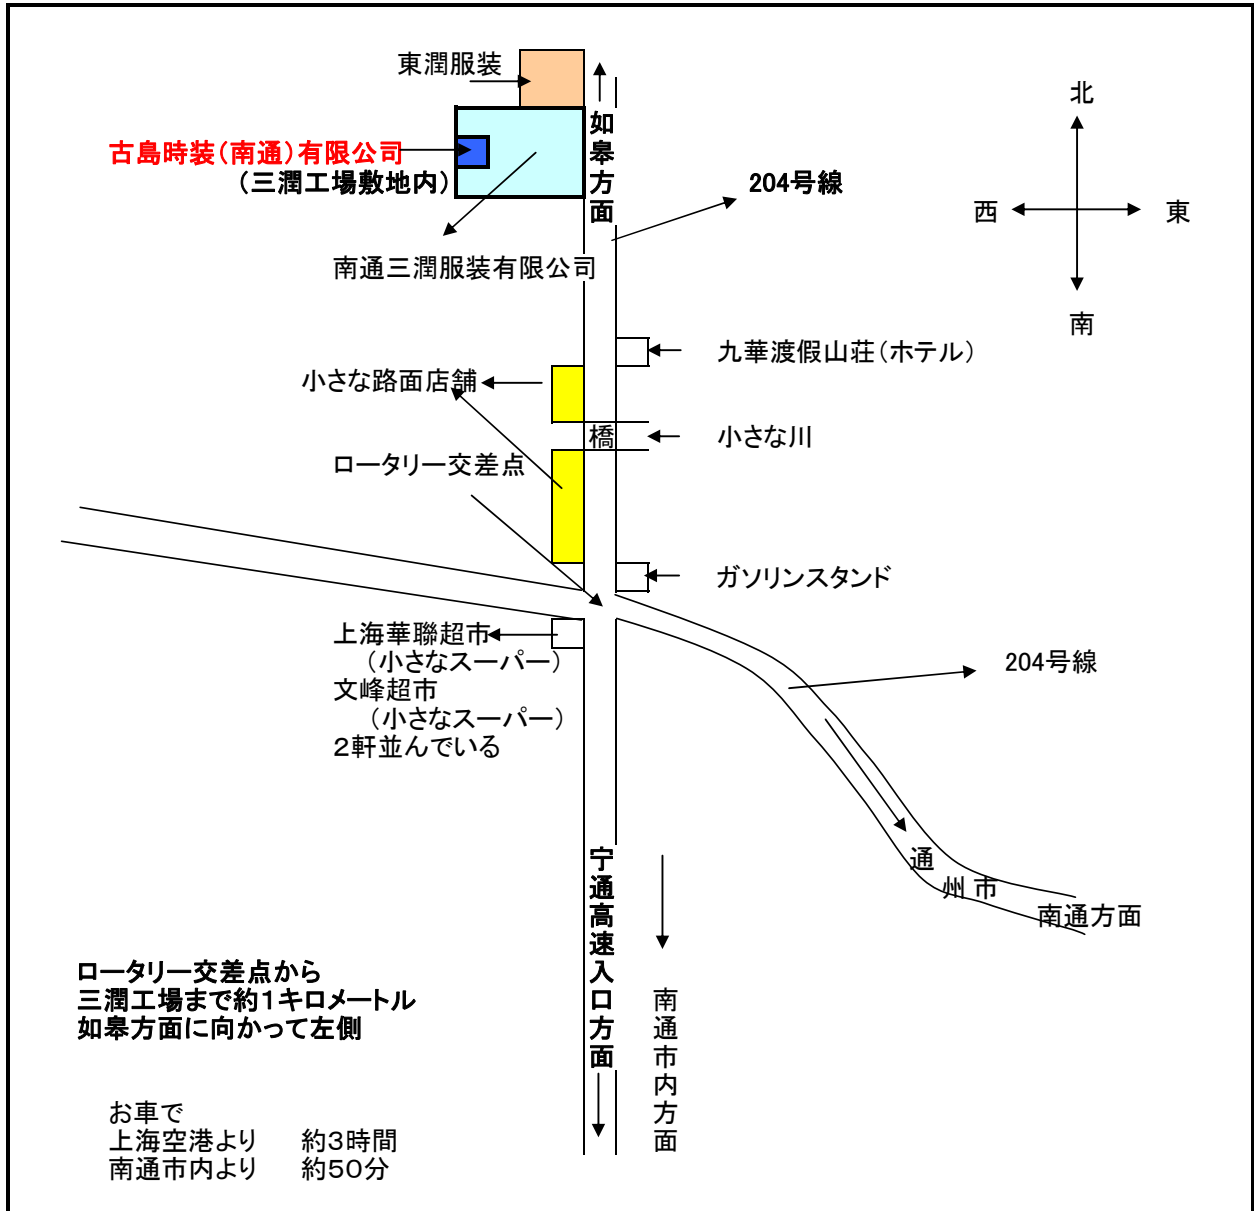 東潤服装
古島時装（南通）有限公司
（三潤工場敷地内）
如皋方面
204号線
北
西
東
南
南通三潤服装有限公司
九華渡假山荘（ホテル）
小さな路面店舗
橋
小さな川
ロータリー交差点
ガソリンスタンド
上海華聯超市
（小さなスーパー）
文峰超市
（小さなスーパー）
２軒並んでいる
204号線
通州市
南通方面
宁通高速入口方面
南通市内方面
ロータリー交差点から
三潤工場まで約１キロメートル
如皋方面に向かって左側
お車で
上海空港より 約３時間
南通市内より 約５０分